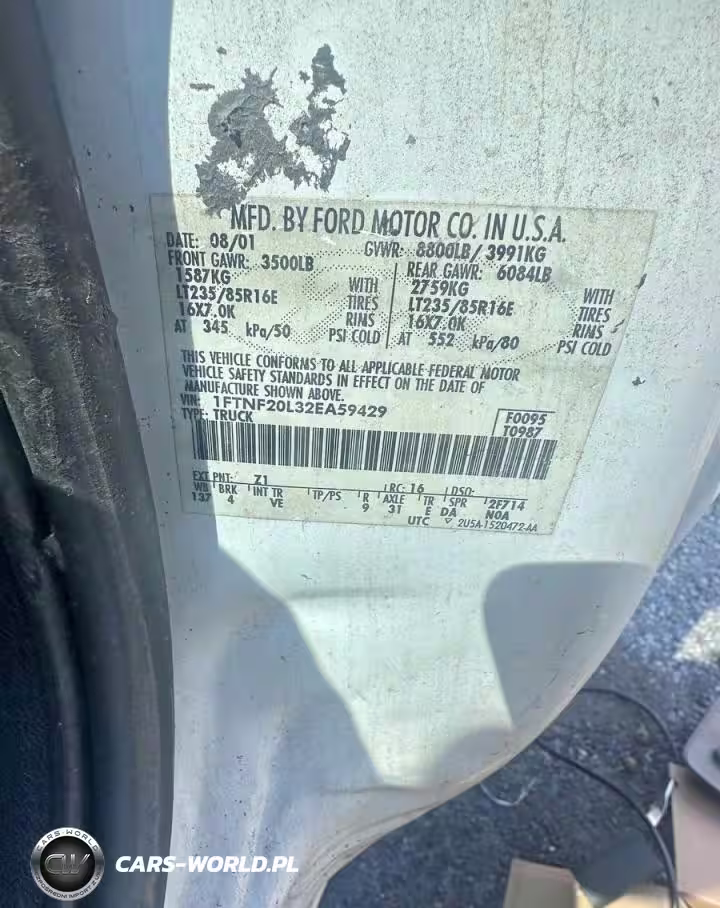 MFD. BY FORD MOTOR CO. IN U.S.A.
DATE: 08/01 GVWR: 8800LB/ 3991KG
FRONT GAWR: 3500LB REAR GAWR: 6084LB
1587KG WITH 2759KG WITH
LT235/85R16E TIRES LT235/85R16E TIRES
16X7.0K RIMS 16X7.0K RIMS
AT 345 kPa/50 PSI COLD AT 552 kPa/80 PSI COLD
THIS VEHICLE CONFORMS TO ALL APPLICABLE FEDERAL MOTOR
VEHICLE SAFETY STANDARDS IN EFFECT ON THE DATE OF
MANUFACTURE SHOWN ABOVE.
VIN: 1FTNF20L32EA59429 F0095
TYPE: TRUCK T0987
EXT PNT: Z1 RC: 16 DSO:
WB BRK INT TR TP/PS R AXLE TR SPR 2F714
137 4 VE 9 31 E DA N0A
UTC ▽ 2U5A-1520472-AA
CARS-WORLD
CW
CARS-WORLD.PL